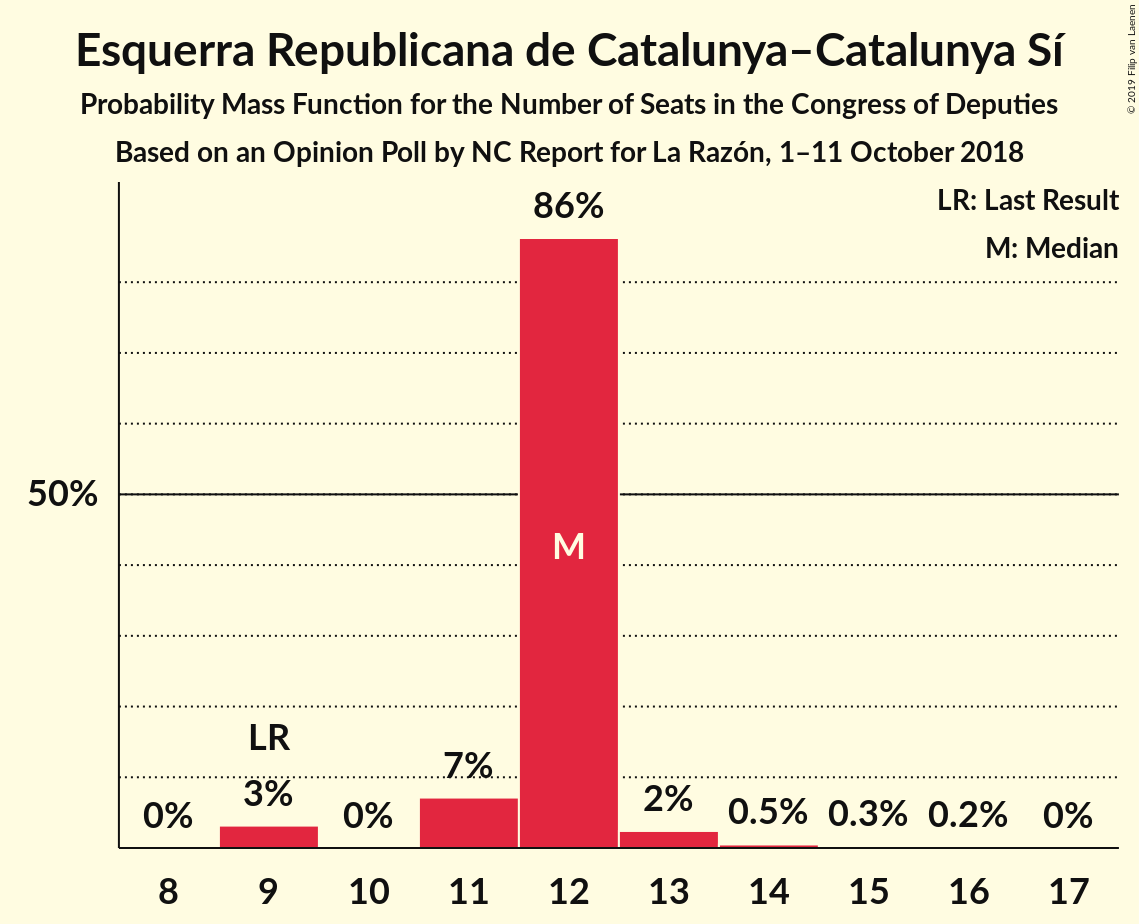 Esquerra Republicana de Catalunya–Catalunya Sí
Probability Mass Function for the Number of Seats in the Congress of Deputies
Based on an Opinion Poll by NC Report for La Razón, 1–11 October 2018
© 2019 Filip van Laenen
LR: Last Result
M: Median
86%
50%
M
LR
0%
3%
0%
7%
2%
0.5%
0.3%
0.2%
0%
8 9 10 11 12 13 14 15 16 17